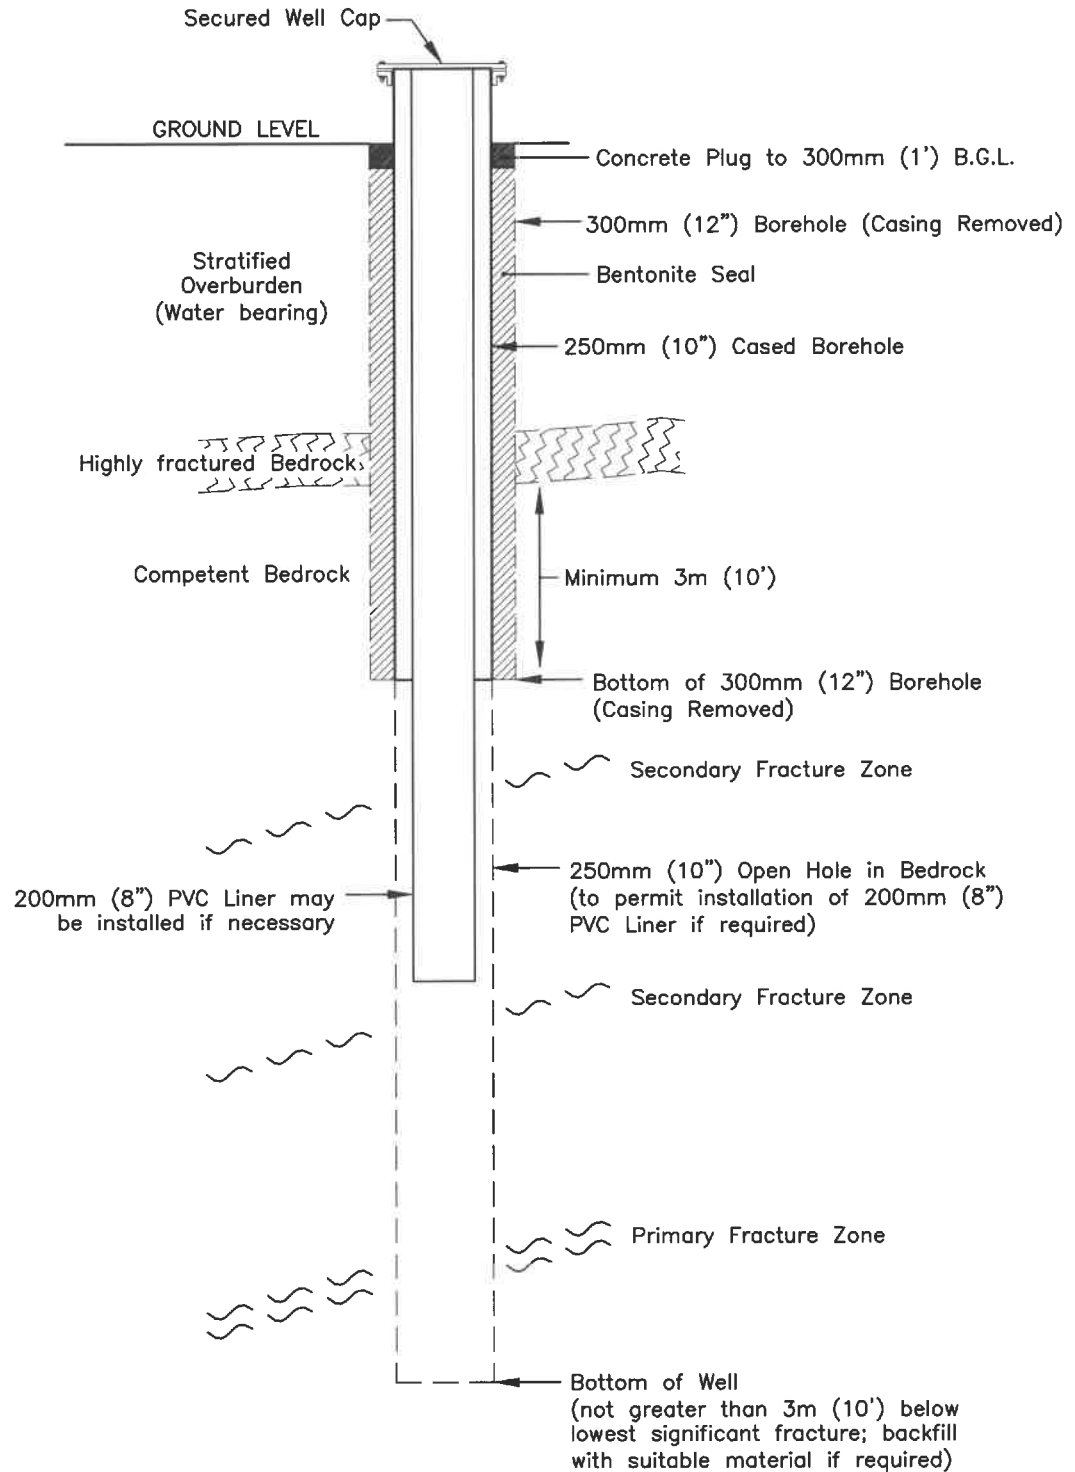 Secured Well Cap
GROUND LEVEL
Concrete Plug to 300mm (1') B.G.L.
300mm (12") Borehole (Casing Removed)
Stratified
Overburden
(Water bearing)
Bentonite Seal
250mm (10") Cased Borehole
Highly fractured Bedrock
Competent Bedrock
Minimum 3m (10')
Bottom of 300mm (12") Borehole
(Casing Removed)
Secondary Fracture Zone
200mm (8") PVC Liner may
be installed if necessary
250mm (10") Open Hole in Bedrock
(to permit installation of 200mm (8")
PVC Liner if required)
Secondary Fracture Zone
Primary Fracture Zone
Bottom of Well
(not greater than 3m (10') below
lowest significant fracture; backfill
with suitable material if required)